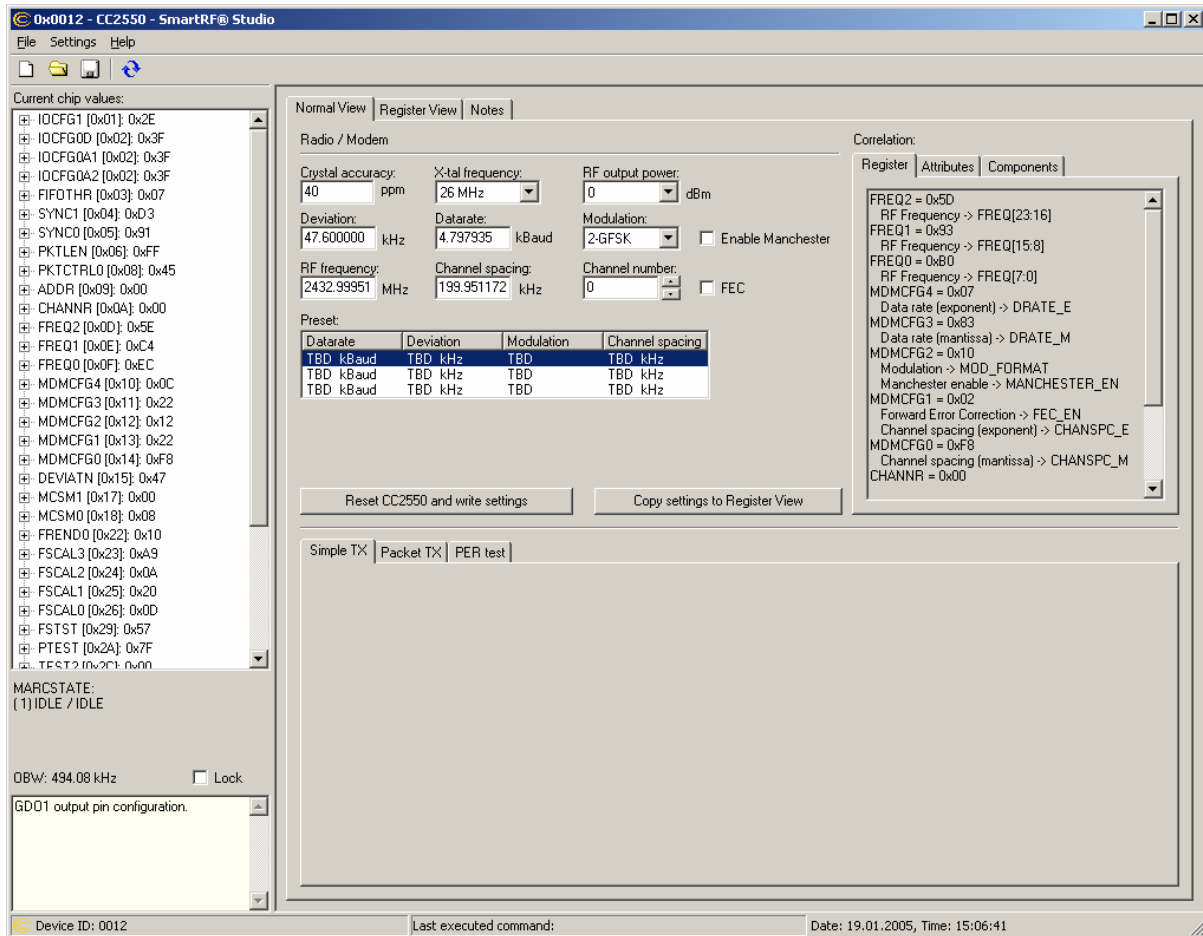 0x0012 - CC2550 - SmartRF® Studio
File Settings Help
Current chip values:
IOCFG1 [0x01]: 0x2E
IOCFG0D [0x02]: 0x3F
IOCFG0A1 [0x02]: 0x3F
IOCFG0A2 [0x02]: 0x3F
FIFOTHR [0x03]: 0x07
SYNC1 [0x04]: 0xD3
SYNC0 [0x05]: 0x91
PKTLEN [0x06]: 0xFF
PKTCTRL0 [0x08]: 0x45
ADDR [0x09]: 0x00
CHANNR [0x0A]: 0x00
FREQ2 [0x0D]: 0x5E
FREQ1 [0x0E]: 0xC4
FREQ0 [0x0F]: 0xEC
MDMCFG4 [0x10]: 0x0C
MDMCFG3 [0x11]: 0x22
MDMCFG2 [0x12]: 0x12
MDMCFG1 [0x13]: 0x22
MDMCFG0 [0x14]: 0xF8
DEVIATN [0x15]: 0x47
MCSM1 [0x17]: 0x00
MCSM0 [0x18]: 0x08
FREND0 [0x22]: 0x10
FSCAL3 [0x23]: 0xA9
FSCAL2 [0x24]: 0x0A
FSCAL1 [0x25]: 0x20
FSCAL0 [0x26]: 0x0D
FSTST [0x29]: 0x57
PTEST [0x2A]: 0x7F
TEST2 [0x2C]: 0x00
MARCSTATE:
(1) IDLE / IDLE
OBW: 494.08 kHz Lock
GDO1 output pin configuration.
Normal View Register View Notes
Radio / Modem
Crystal accuracy: X-tal frequency: RF output power:
40 ppm 26 MHz 0 dBm
Deviation: Datarate: Modulation:
47.600000 kHz 4.797935 kBaud 2-GFSK Enable Manchester
RF frequency: Channel spacing: Channel number:
2432.99951 MHz 199.951172 kHz 0 FEC
Preset:
Datarate Deviation Modulation Channel spacing
TBD kBaud TBD kHz TBD TBD kHz
TBD kBaud TBD kHz TBD TBD kHz
TBD kBaud TBD kHz TBD TBD kHz
Reset CC2550 and write settings Copy settings to Register View
Correlation:
Register Attributes Components
FREQ2 = 0x5D
RF Frequency -> FREQ[23:16]
FREQ1 = 0x93
RF Frequency -> FREQ[15:8]
FREQ0 = 0xB0
RF Frequency -> FREQ[7:0]
MDMCFG4 = 0x07
Data rate (exponent) -> DRATE_E
MDMCFG3 = 0x83
Data rate (mantissa) -> DRATE_M
MDMCFG2 = 0x10
Modulation -> MOD_FORMAT
Manchester enable -> MANCHESTER_EN
MDMCFG1 = 0x02
Forward Error Correction -> FEC_EN
Channel spacing (exponent) -> CHANSPC_E
MDMCFG0 = 0xF8
Channel spacing (mantissa) -> CHANSPC_M
CHANNR = 0x00
Simple TX Packet TX PER test
Device ID: 0012 Last executed command: Date: 19.01.2005, Time: 15:06:41